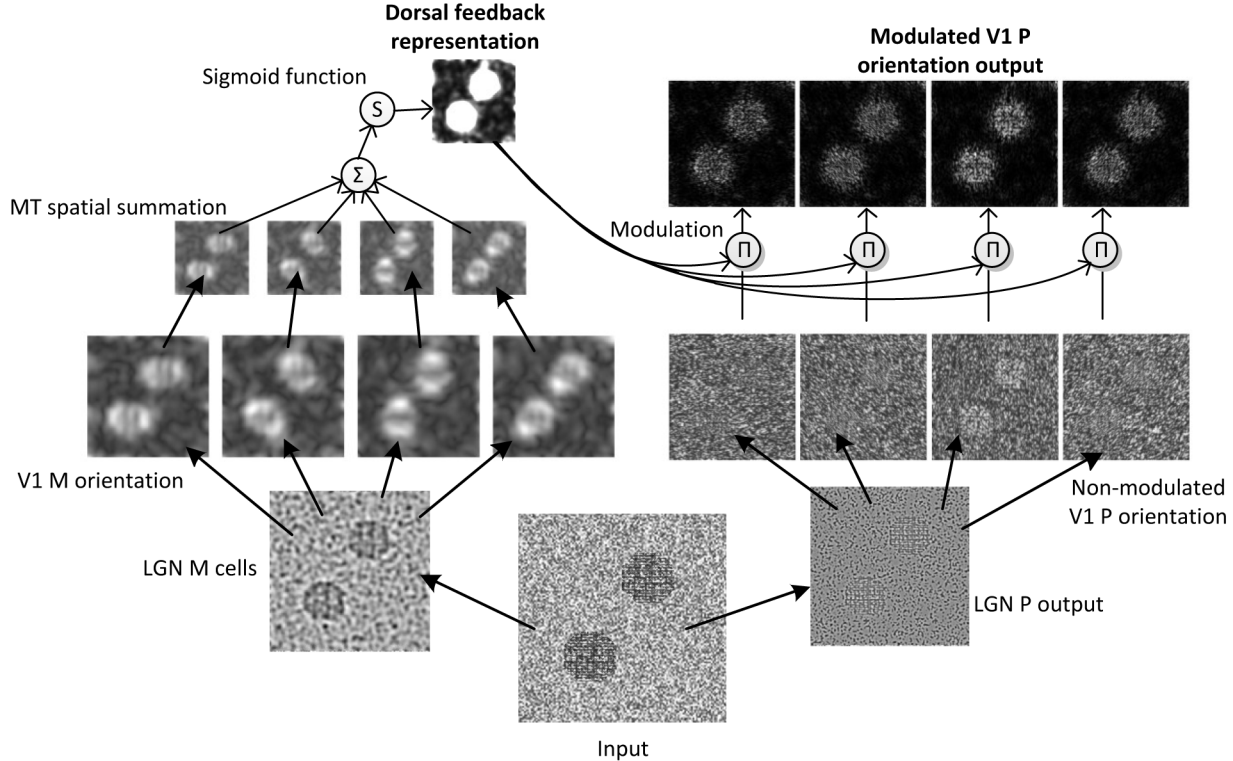 Dorsal feedback
representation
Sigmoid function
S
Σ
MT spatial summation
V1 M orientation
LGN M cells
Input
Modulated V1 P
orientation output
Modulation
Π Π Π Π
Non-modulated
V1 P orientation
LGN P output